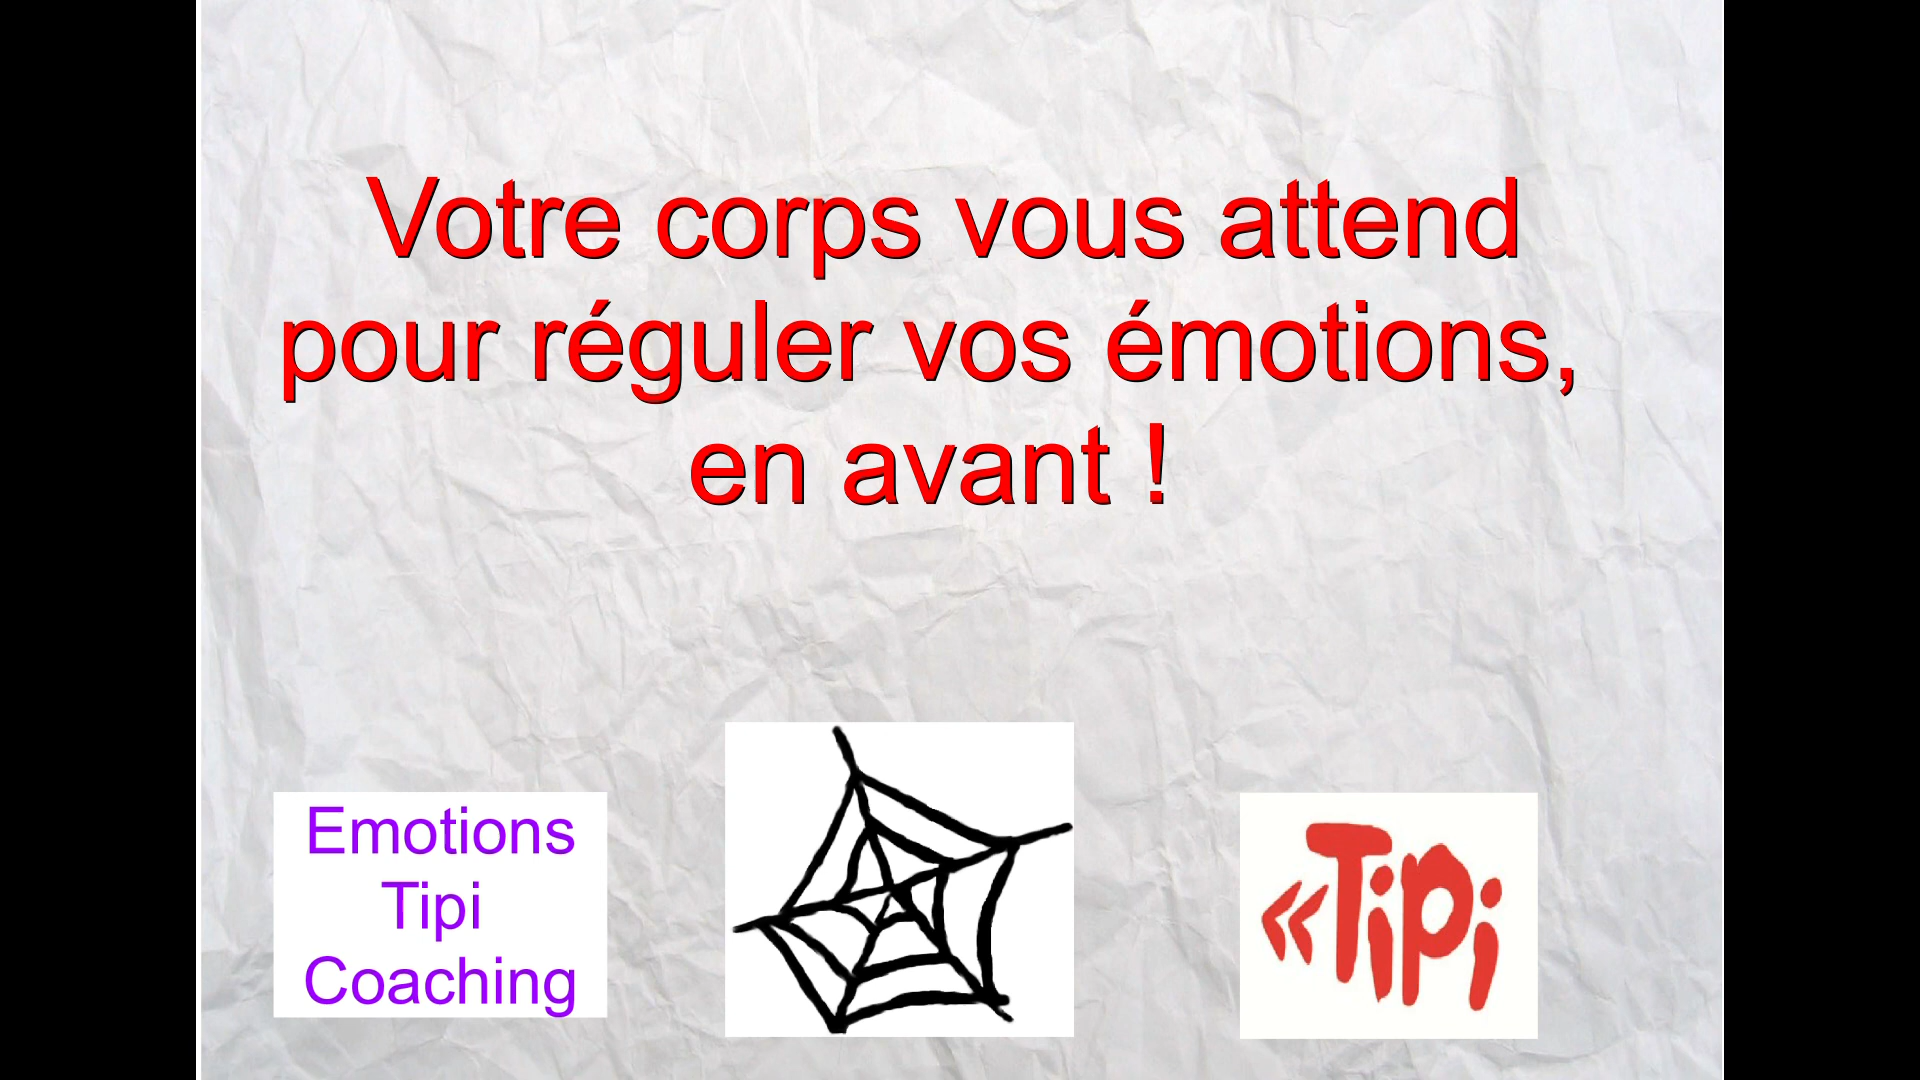 Votre corps vous attend
pour réguler vos émotions,
en avant !
Emotions
Tipi
Coaching
«Tipi